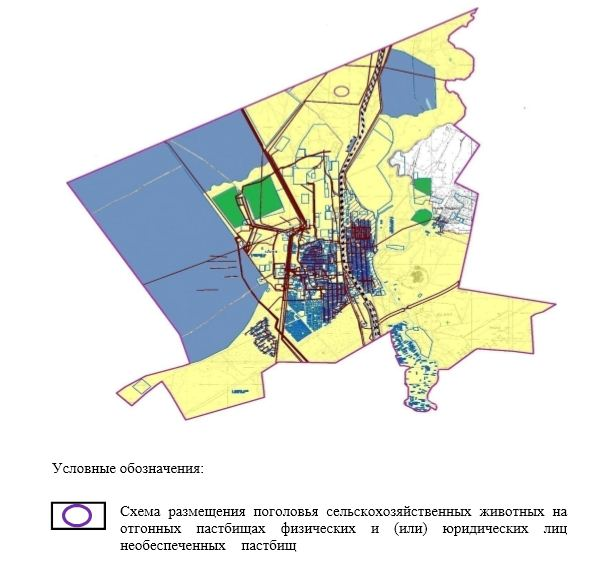 Условные обозначения:
Схема размещения поголовья сельскохозяйственных животных на
отгонных пастбищах физических и (или) юридических лиц
необеспеченных пастбищ